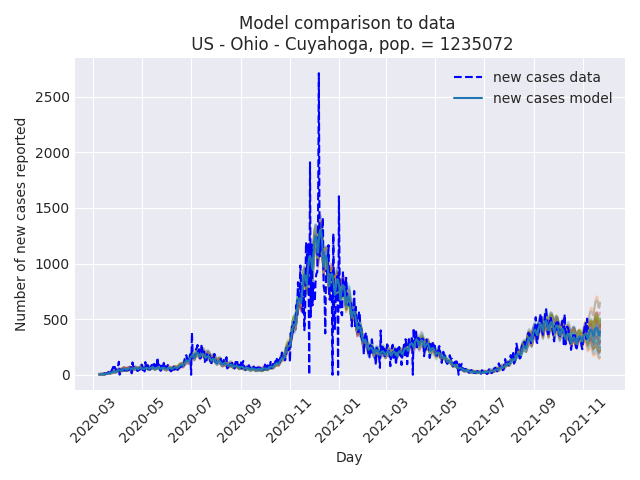 Model comparison to data
US - Ohio - Cuyahoga, pop. = 1235072
new cases data
new cases model
Number of new cases reported
2500
2000
1500
1000
500
0
2020-03
2020-05
2020-07
2020-09
2020-11
2021-01
2021-03
2021-05
2021-07
2021-09
2021-11
Day